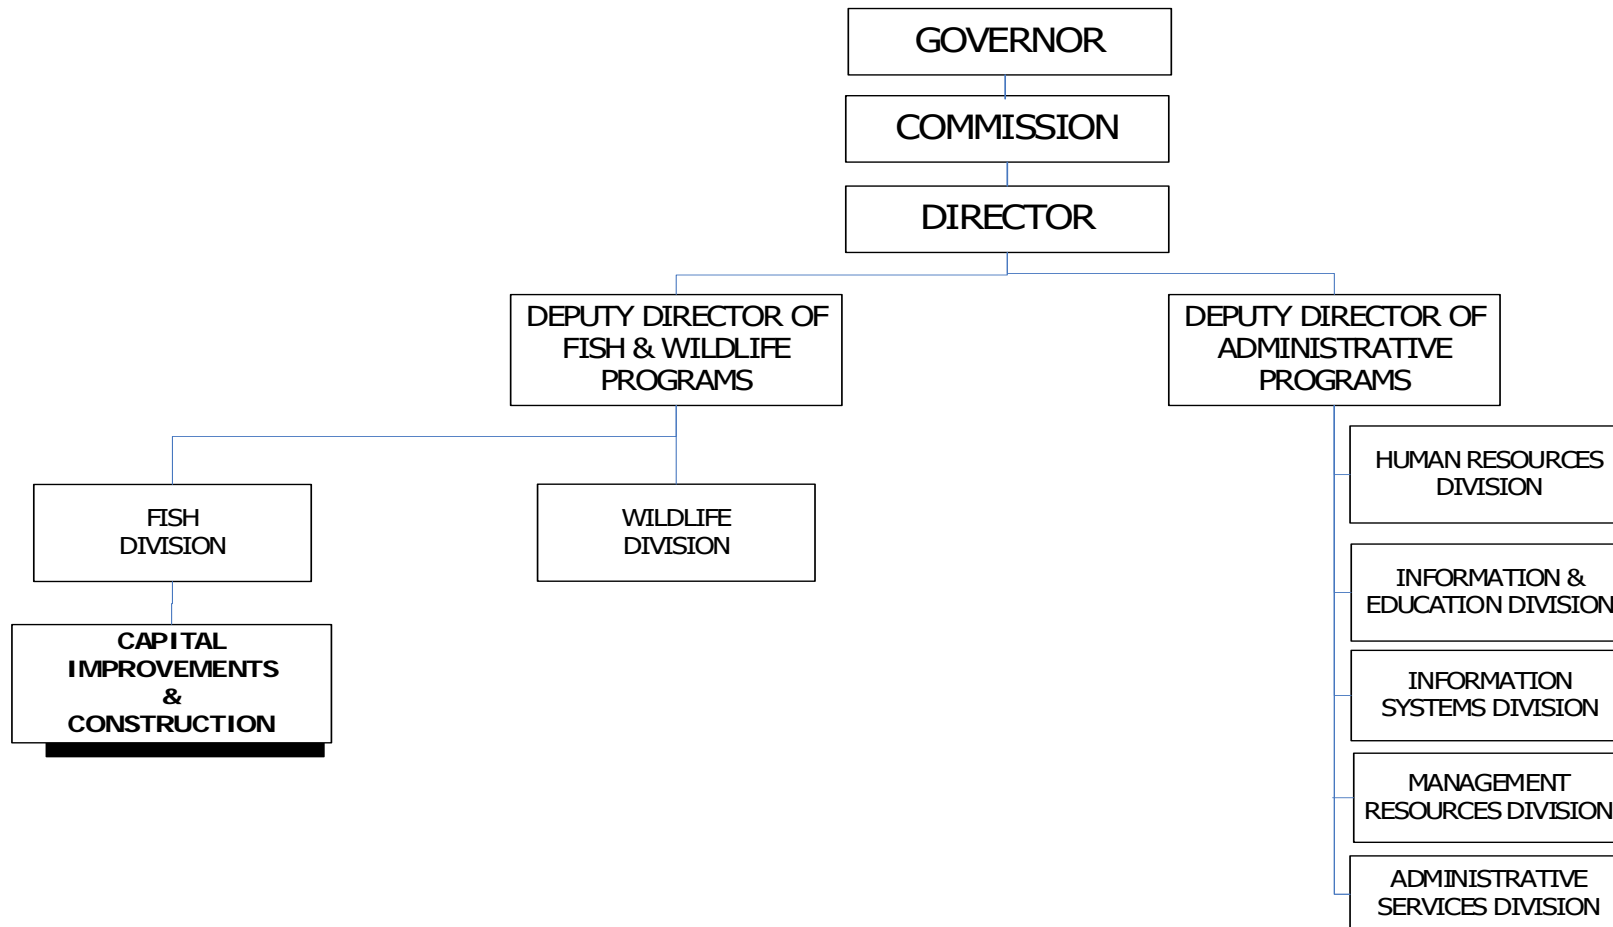 GOVERNOR
COMMISSION
DIRECTOR
DEPUTY DIRECTOR OF
FISH & WILDLIFE
PROGRAMS
DEPUTY DIRECTOR OF
ADMINISTRATIVE
PROGRAMS
FISH
DIVISION
WILDLIFE
DIVISION
CAPITAL
IMPROVEMENTS
&
CONSTRUCTION
HUMAN RESOURCES
DIVISION
INFORMATION &
EDUCATION DIVISION
INFORMATION
SYSTEMS DIVISION
MANAGEMENT
RESOURCES DIVISION
ADMINISTRATIVE
SERVICES DIVISION